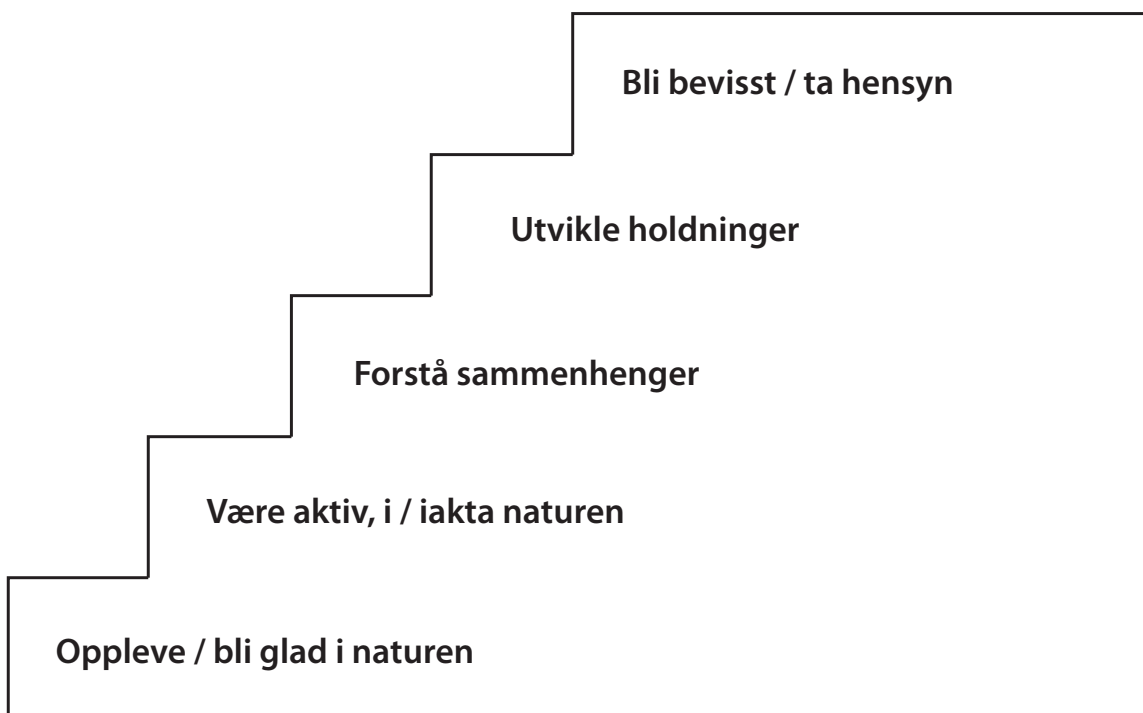 Bli bevisst / ta hensyn
Utvikle holdninger
Forstå sammenhenger
Være aktiv, i / iakta naturen
Oppleve / bli glad i naturen